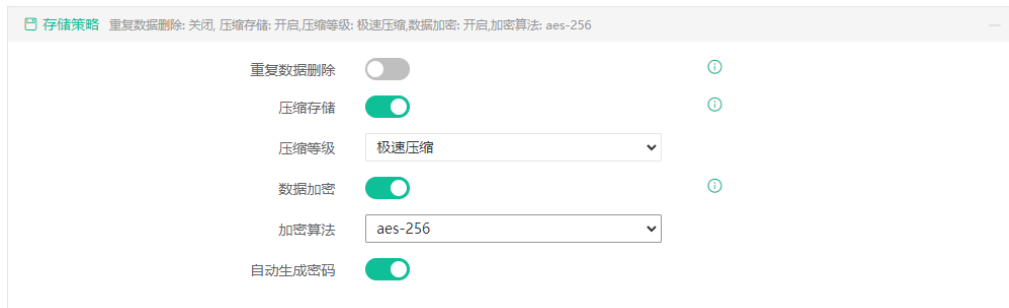 存储策略 重复数据删除: 关闭, 压缩存储: 开启,压缩等级: 极速压缩,数据加密: 开启,加密算法: aes-256
重复数据删除
压缩存储
压缩等级 极速压缩
数据加密
加密算法 aes-256
自动生成密码